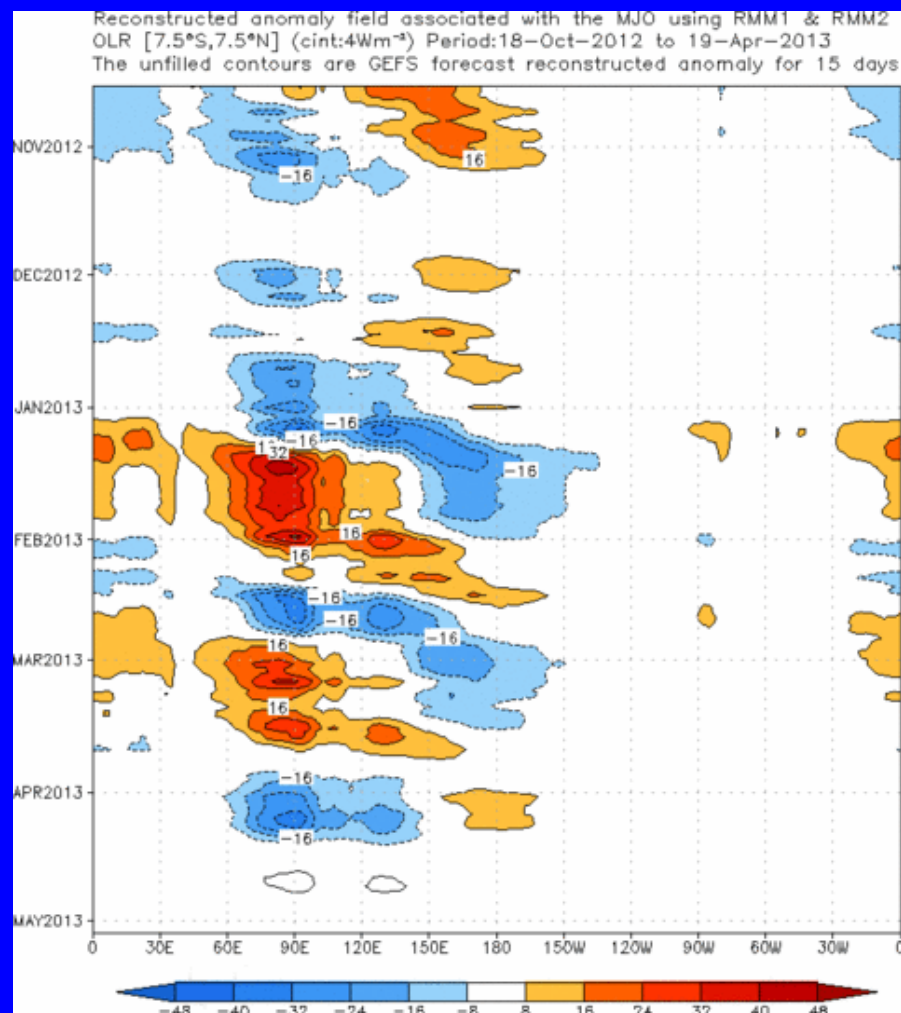 Reconstructed anomaly field associated with the MJO using RMM1 & RMM2
OLR [7.5°S,7.5°N] (cint:4Wm⁻²) Period:18-Oct-2012 to 19-Apr-2013
The unfilled contours are GEFS forecast reconstructed anomaly for 15 days
NOV2012
16
-16
DEC2012
JAN2013
-16
-16
32
-16
FEB2013
16
16
-16
-16
-16
16
MAR2013
16
-16
APR2013
-16
MAY2013
0 30E 60E 90E 120E 150E 180 150W 120W 90W 60W 30W 0
-48 -40 -32 -24 -16 -8 8 16 24 32 40 48